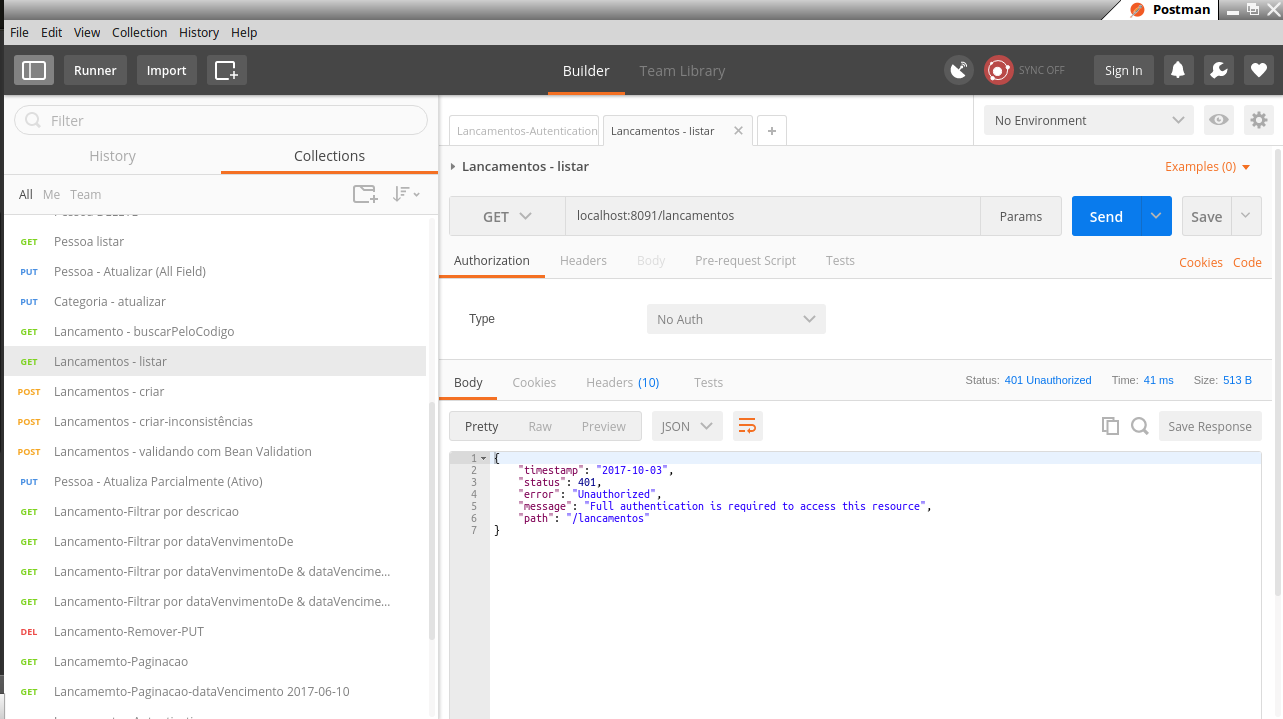 Postman
File Edit View Collection History Help
Runner Import Builder Team Library SYNC OFF Sign In
Filter
History Collections
All Me Team
GET Pessoa listar
PUT Pessoa - Atualizar (All Field)
PUT Categoria - atualizar
GET Lancamento - buscarPeloCodigo
GET Lancamentos - listar
POST Lancamentos - criar
POST Lancamentos - criar-inconsistências
POST Lancamentos - validando com Bean Validation
PUT Pessoa - Atualiza Parcialmente (Ativo)
GET Lancamento-Filtrar por descricao
GET Lancamento-Filtrar por dataVenvimentoDe
GET Lancamento-Filtrar por dataVenvimentoDe & dataVencime...
GET Lancamento-Filtrar por dataVenvimentoDe & dataVencime...
DEL Lancamento-Remover-PUT
GET Lancamemto-Paginacao
GET Lancamemto-Paginacao-dataVencimento 2017-06-10
Lancamentos-Autentication Lancamentos - listar + No Environment
Lancamentos - listar Examples (0)
GET localhost:8091/lancamentos Params Send Save
Authorization Headers Body Pre-request Script Tests Cookies Code
Type No Auth
Body Cookies Headers (10) Tests Status: 401 Unauthorized Time: 41 ms Size: 513 B
Pretty Raw Preview JSON Save Response
1 {
2 "timestamp": "2017-10-03",
3 "status": 401,
4 "error": "Unauthorized",
5 "message": "Full authentication is required to access this resource",
6 "path": "/lancamentos"
7 }